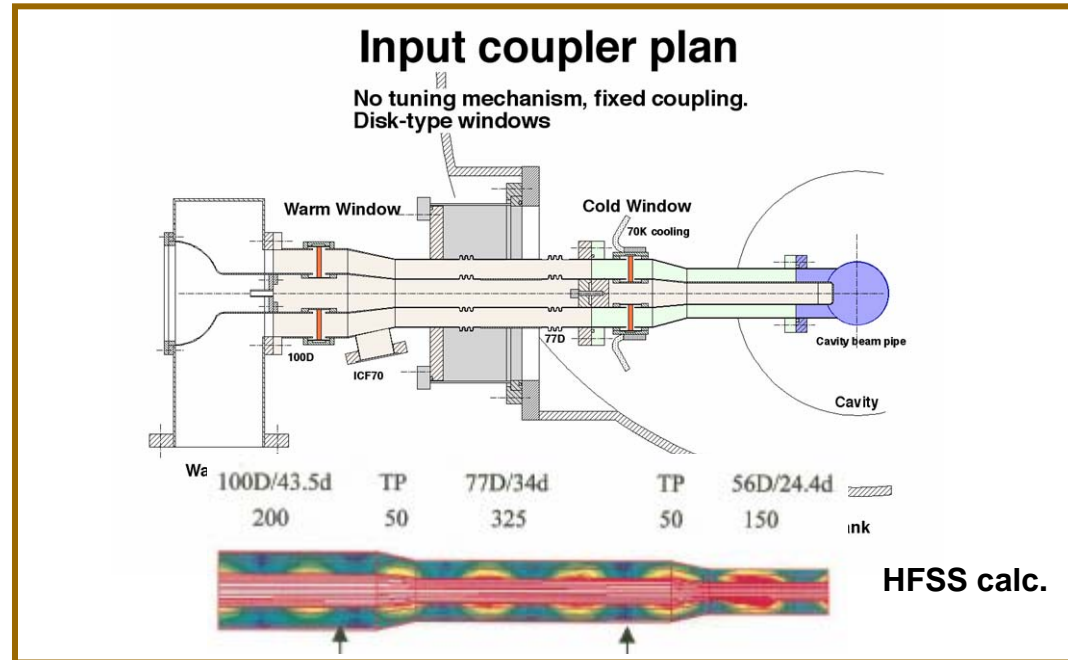 Input coupler plan
No tuning mechanism, fixed coupling.
Disk-type windows
Warm Window
Cold Window
70K cooling
100D
ICF70
77D
Cavity beam pipe
Cavity
100D/43.5d TP 77D/34d TP 56D/24.4d
200 50 325 50 150
HFSS calc.